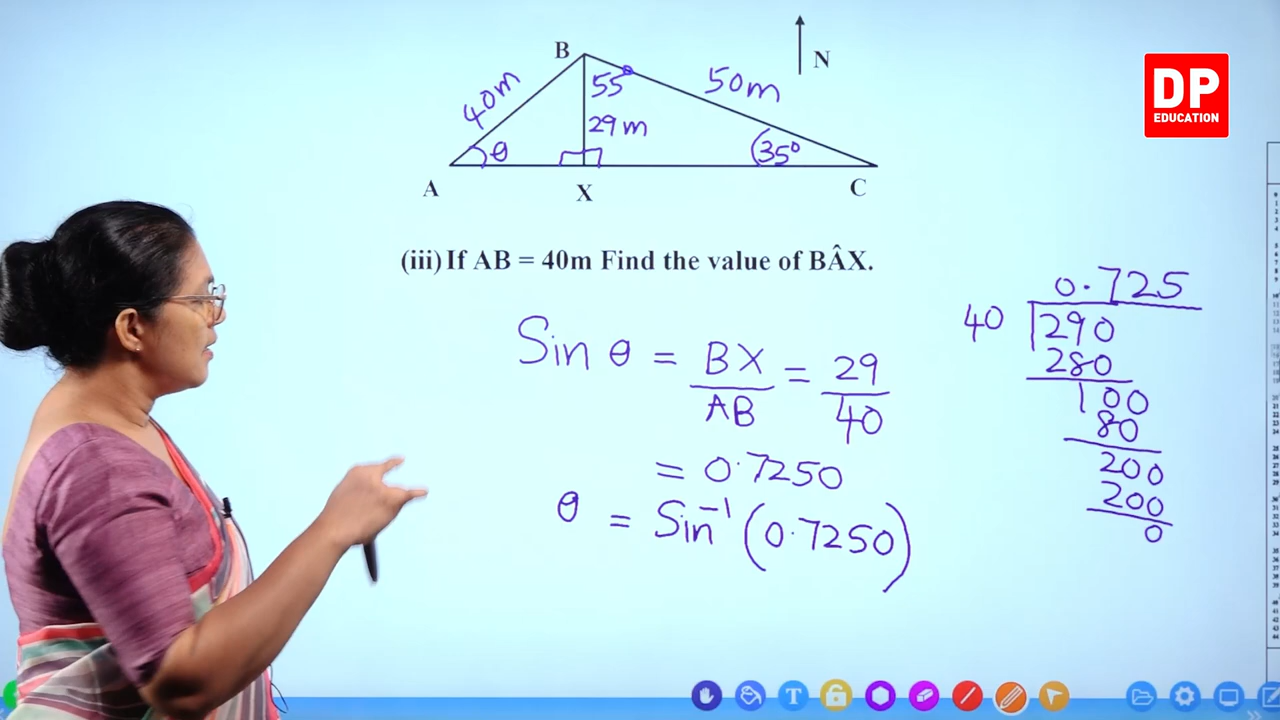 B
N
DP
EDUCATION
40m
55°
50m
29m
θ
35°
A
X
C
(iii) If AB = 40m Find the value of BÂX.
Sin θ = BX/AB = 29/40
= 0.7250
θ = Sin⁻¹ (0.7250)
0.725
40 290
280
100
80
200
200
0